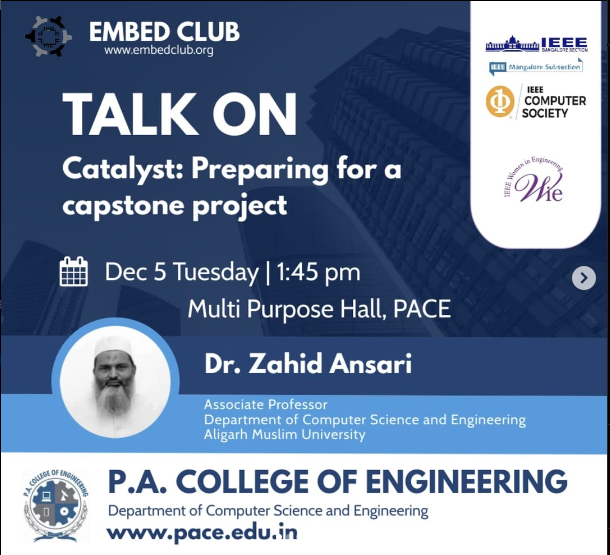 EMBED CLUB
www.embedclub.org
IEEE
BANGALORE SECTION
IEEE Mangalore Subsection
IEEE
COMPUTER
SOCIETY
IEEE Women in Engineering
Wie
TALK ON
Catalyst: Preparing for a
capstone project
Dec 5 Tuesday | 1:45 pm
Multi Purpose Hall, PACE
Dr. Zahid Ansari
Associate Professor
Department of Computer Science and Engineering
Aligarh Muslim University
P.A. COLLEGE OF ENGINEERING
P.A. COLLEGE OF ENGINEERING
Department of Computer Science and Engineering
www.pace.edu.in